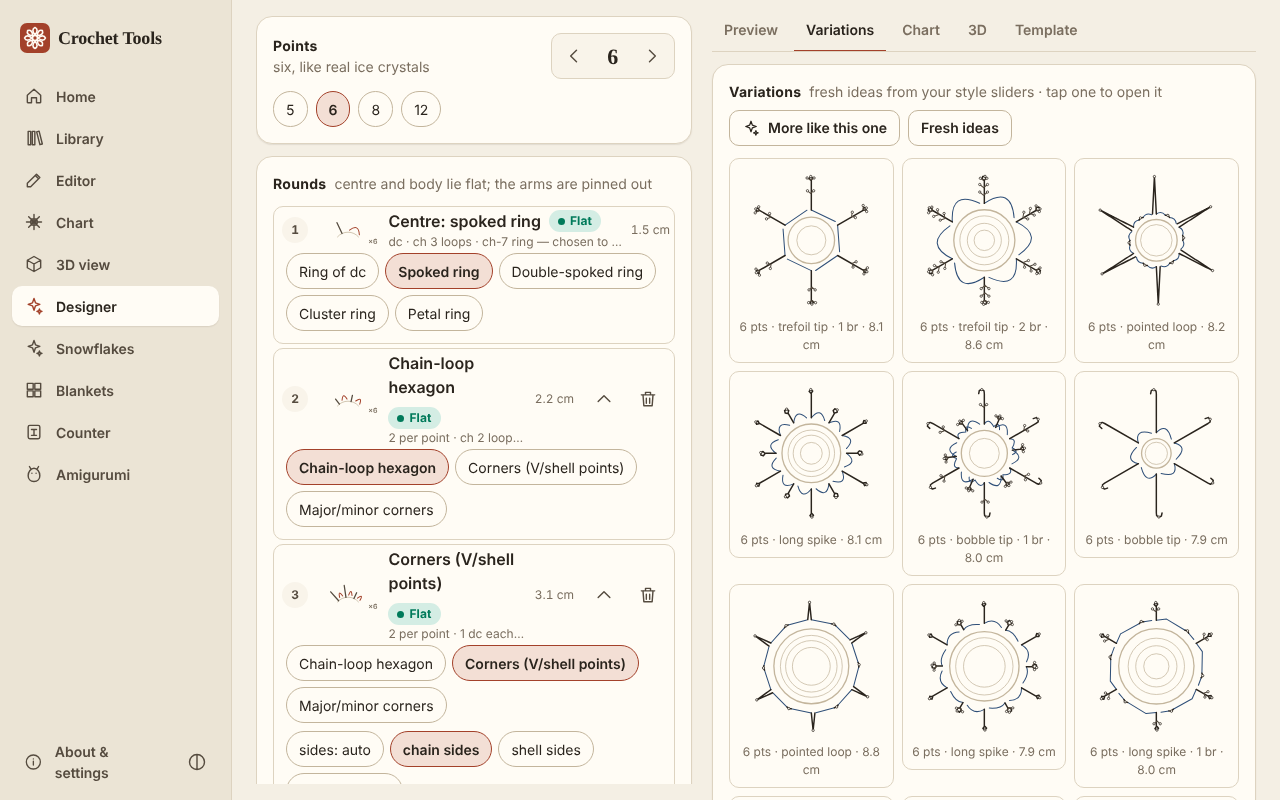 Crochet Tools
Home
Library
Editor
Chart
3D view
Designer
Snowflakes
Blankets
Counter
Amigurumi
About &
settings
Points
six, like real ice crystals
6
5
6
8
12
Rounds centre and body lie flat; the arms are pinned out
1
×6
Centre: spoked ring
Flat
dc · ch 3 loops · ch-7 ring — chosen to ...
1.5 cm
Ring of dc
Spoked ring
Double-spoked ring
Cluster ring
Petal ring
2
×6
Chain-loop
hexagon
Flat
2 per point · ch 2 loop...
2.2 cm
Chain-loop hexagon
Corners (V/shell points)
Major/minor corners
3
×6
Corners (V/shell
points)
Flat
2 per point · 1 dc each...
3.1 cm
Chain-loop hexagon
Corners (V/shell points)
Major/minor corners
sides: auto
chain sides
shell sides
Preview
Variations
Chart
3D
Template
Variations fresh ideas from your style sliders · tap one to open it
More like this one
Fresh ideas
6 pts · trefoil tip · 1 br · 8.1
cm
6 pts · trefoil tip · 2 br ·
8.6 cm
6 pts · pointed loop · 8.2
cm
6 pts · long spike · 8.1 cm
6 pts · bobble tip · 1 br ·
8.0 cm
6 pts · bobble tip · 7.9 cm
6 pts · pointed loop · 8.8
cm
6 pts · long spike · 7.9 cm
6 pts · long spike · 1 br ·
8.0 cm